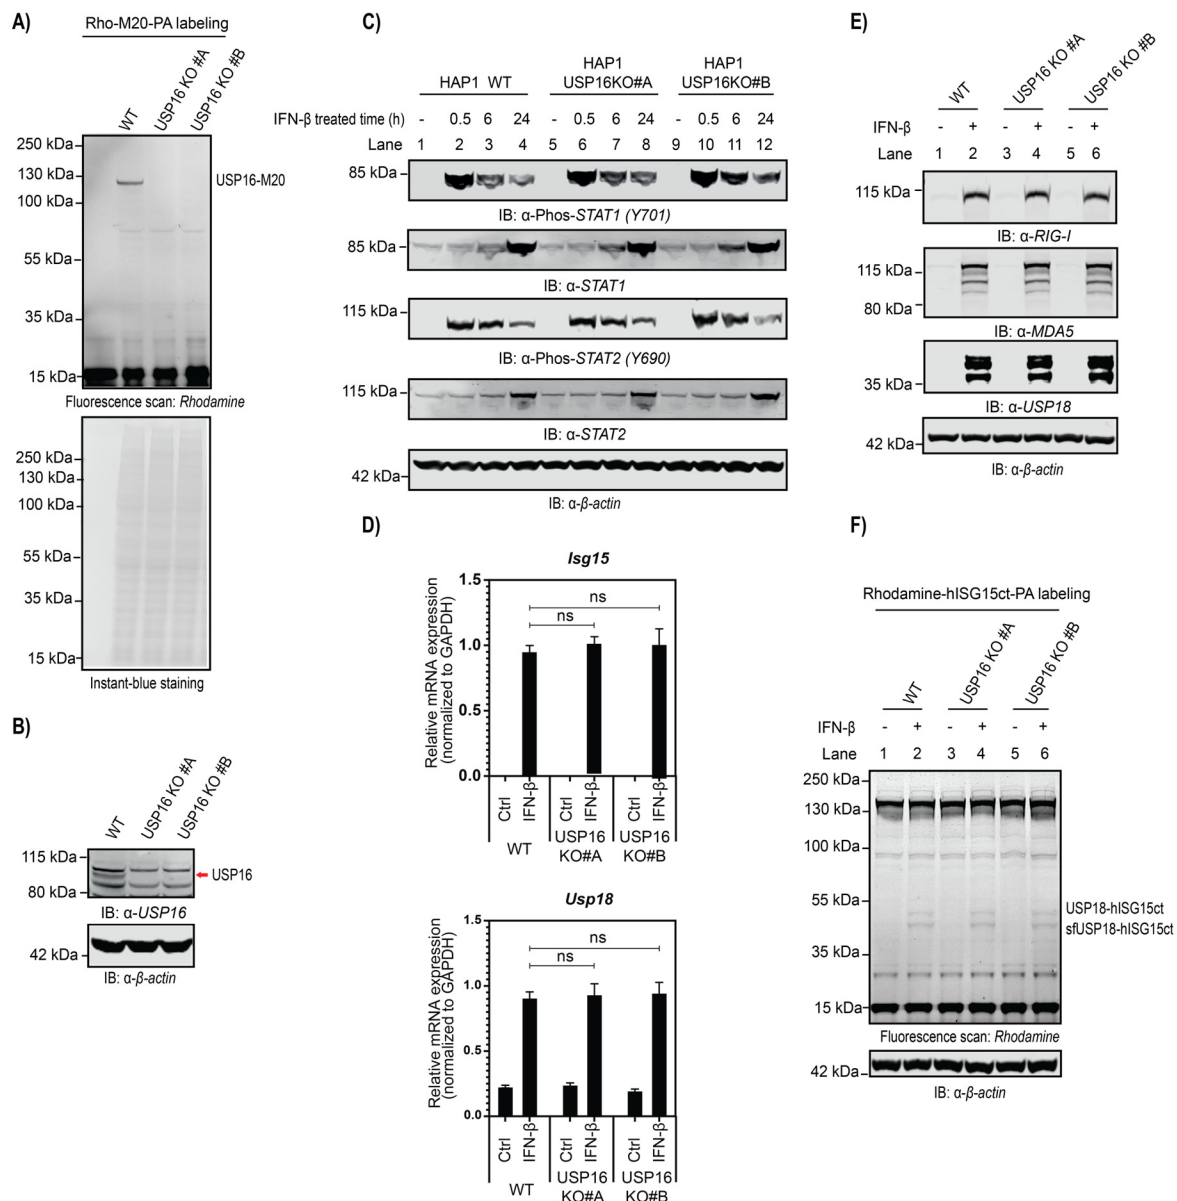 A)
Rho-M20-PA labeling
WT
USP16 KO #A
USP16 KO #B
250 kDa
130 kDa
USP16-M20
100 kDa
55 kDa
35 kDa
15 kDa
Fluorescence scan: Rhodamine
250 kDa
130 kDa
100 kDa
55 kDa
35 kDa
15 kDa
Instant-blue staining
B)
WT
USP16 KO #A
USP16 KO #B
115 kDa
USP16
80 kDa
IB: α-USP16
42 kDa
IB: α-β-actin
C)
HAP1 WT
HAP1
USP16KO#A
HAP1
USP16KO#B
IFN-β treated time (h) - 0.5 6 24 - 0.5 6 24 - 0.5 6 24
Lane 1 2 3 4 5 6 7 8 9 10 11 12
85 kDa
IB: α-Phos-STAT1 (Y701)
85 kDa
IB: α-STAT1
115 kDa
IB: α-Phos-STAT2 (Y690)
115 kDa
IB: α-STAT2
42 kDa
IB: α-β-actin
D)
Isg15
Relative mRNA expression
(normalized to GAPDH)
1.5
1.0
0.5
0.0
ns
ns
Ctrl IFN-β Ctrl IFN-β Ctrl IFN-β
WT
USP16
KO#A
USP16
KO#B
Usp18
Relative mRNA expression
(normalized to GAPDH)
1.5
1.0
0.5
0.0
ns
ns
Ctrl IFN-β Ctrl IFN-β Ctrl IFN-β
WT
USP16
KO#A
USP16
KO#B
E)
WT
USP16 KO #A
USP16 KO #B
IFN-β - + - + - +
Lane 1 2 3 4 5 6
115 kDa
IB: α-RIG-I
115 kDa
80 kDa
IB: α-MDA5
35 kDa
IB: α-USP18
42 kDa
IB: α-β-actin
F)
Rhodamine-hISG15ct-PA labeling
WT
USP16 KO #A
USP16 KO #B
IFN-β - + - + - +
Lane 1 2 3 4 5 6
250 kDa
130 kDa
100 kDa
55 kDa
USP18-hISG15ct
sfUSP18-hISG15ct
35 kDa
15 kDa
Fluorescence scan: Rhodamine
42 kDa
IB: α-β-actin